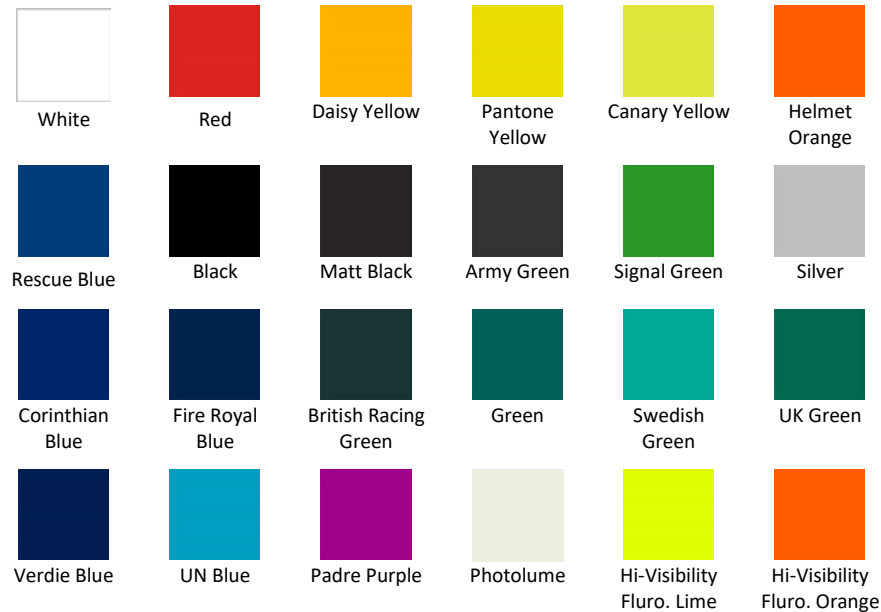 White
Red
Daisy Yellow
Pantone
Yellow
Canary Yellow
Helmet
Orange
Rescue Blue
Black
Matt Black
Army Green
Signal Green
Silver
Corinthian
Blue
Fire Royal
Blue
British Racing
Green
Green
Swedish
Green
UK Green
Verdie Blue
UN Blue
Padre Purple
Photolume
Hi-Visibility
Fluro. Lime
Hi-Visibility
Fluro. Orange